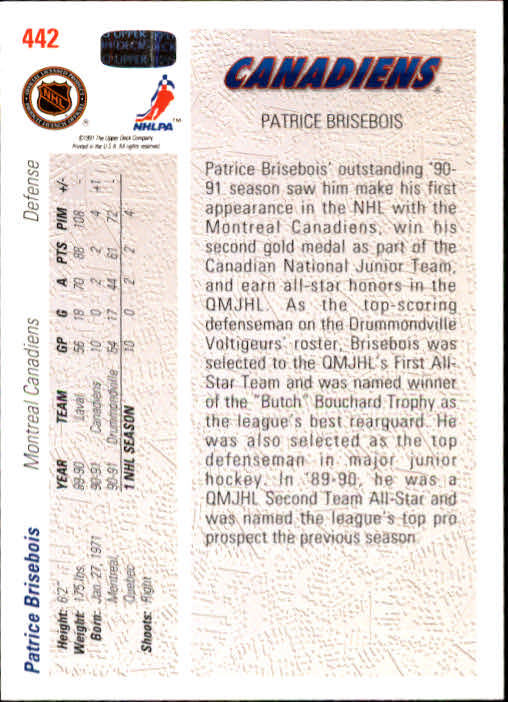 442
UPPER
DECK
NHL
®
NHLPA™
©1991 The Upper Deck Company
Printed in the U.S.A. All rights reserved.
CANADIENS®
PATRICE BRISEBOIS
Patrice Brisebois' outstanding '90-
91 season saw him make his first
appearance in the NHL with the
Montreal Canadiens, win his
second gold medal as part of the
Canadian National Junior Team,
and earn all-star honors in the
QMJHL. As the top-scoring
defenseman on the Drummondville
Voltigeurs' roster, Brisebois was
selected to the QMJHL's First All-
Star Team and was named winner
of the "Butch" Bouchard Trophy as
the league's best rearguard. He
was also selected as the top
defenseman in major junior
hockey. In '89-90, he was a
QMJHL Second Team All-Star and
was named the league's top pro
prospect the previous season.
Patrice Brisebois Montreal Canadiens Defense
Height: 6'2"
Weight: 175 lbs.
Born: Jan. 27, 1971
Montreal,
Quebec
Shoots: Right
YEAR TEAM GP G A PTS PIM +/-
89-90 Laval 56 18 70 88 108 -
90-91 Canadiens 10 0 2 2 4 +1
90-91 Drummondville 54 17 44 61 72 -
1 NHL SEASON 10 0 2 2 4